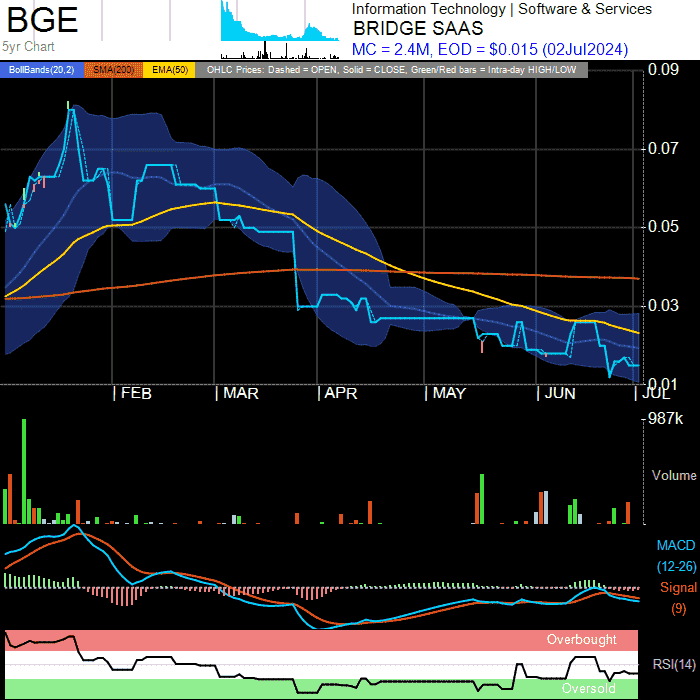 BGE
5yr Chart
Information Technology | Software & Services
BRIDGE SAAS
MC = 2.4M, EOD = $0.015 (02Jul2024)
BollBands(20,2) SMA(200) EMA(50) OHLC Prices: Dashed = OPEN, Solid = CLOSE, Green/Red bars = Intra-day HIGH/LOW
0.09
0.07
0.05
0.03
0.01
FEB MAR APR MAY JUN JUL
987k
Volume
MACD
(12-26)
Signal
(9)
Overbought
RSI(14)
Oversold